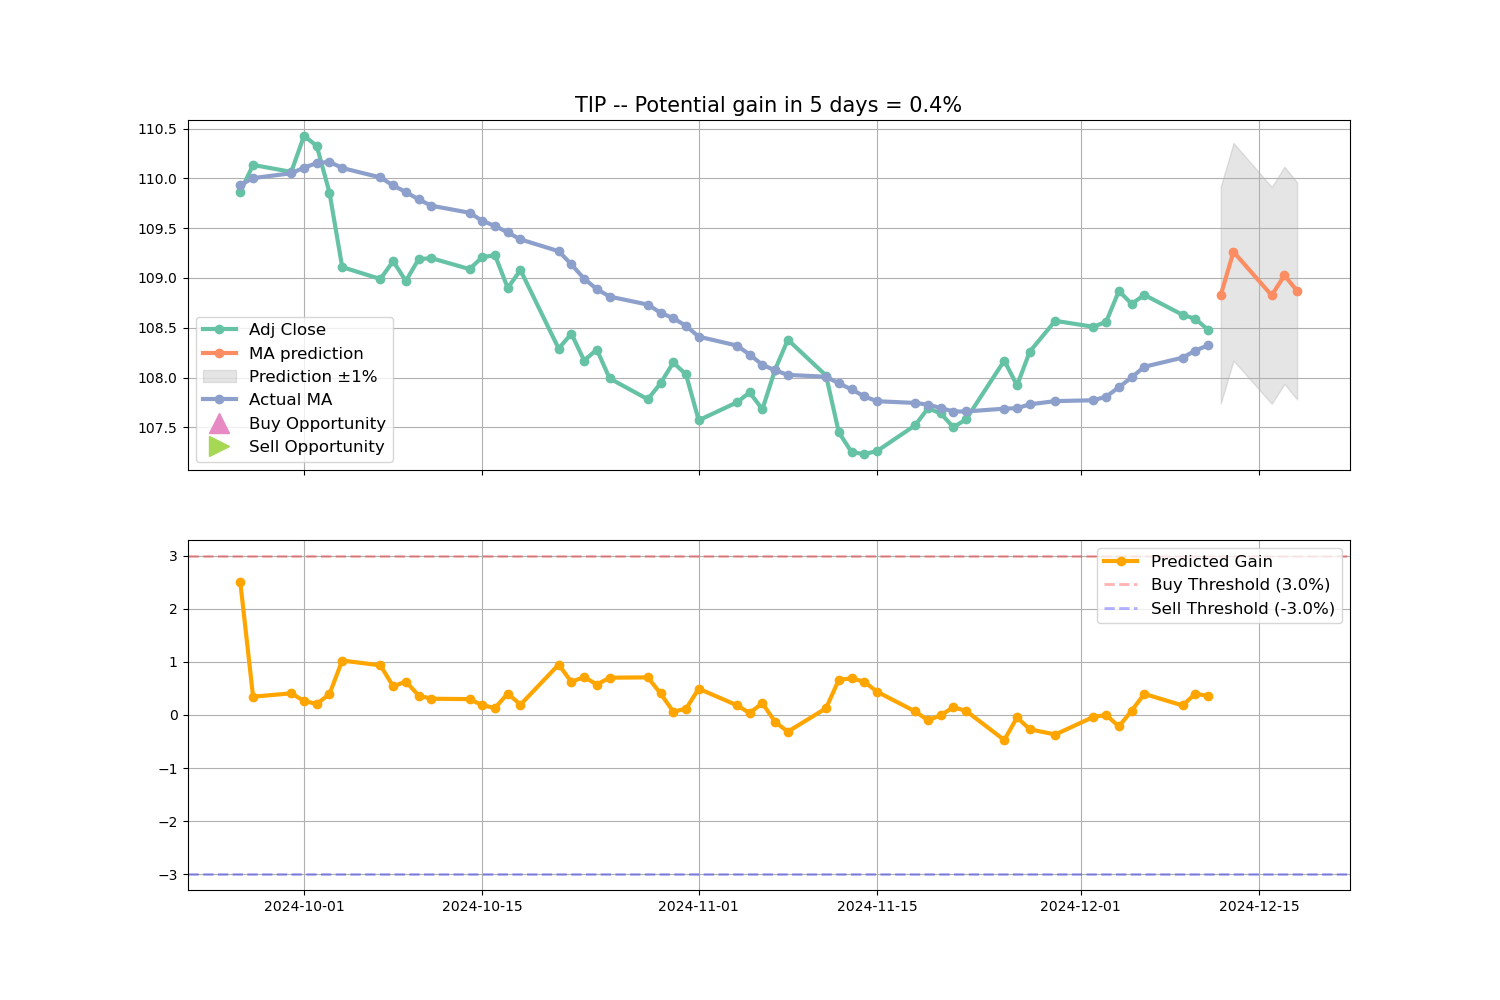 TIP -- Potential gain in 5 days = 0.4%
110.5
110.0
109.5
109.0
108.5
108.0
107.5
Adj Close
MA prediction
Prediction ±1%
Actual MA
Buy Opportunity
Sell Opportunity
3
2
1
0
−1
−2
−3
Predicted Gain
Buy Threshold (3.0%)
Sell Threshold (-3.0%)
2024-10-01
2024-10-15
2024-11-01
2024-11-15
2024-12-01
2024-12-15